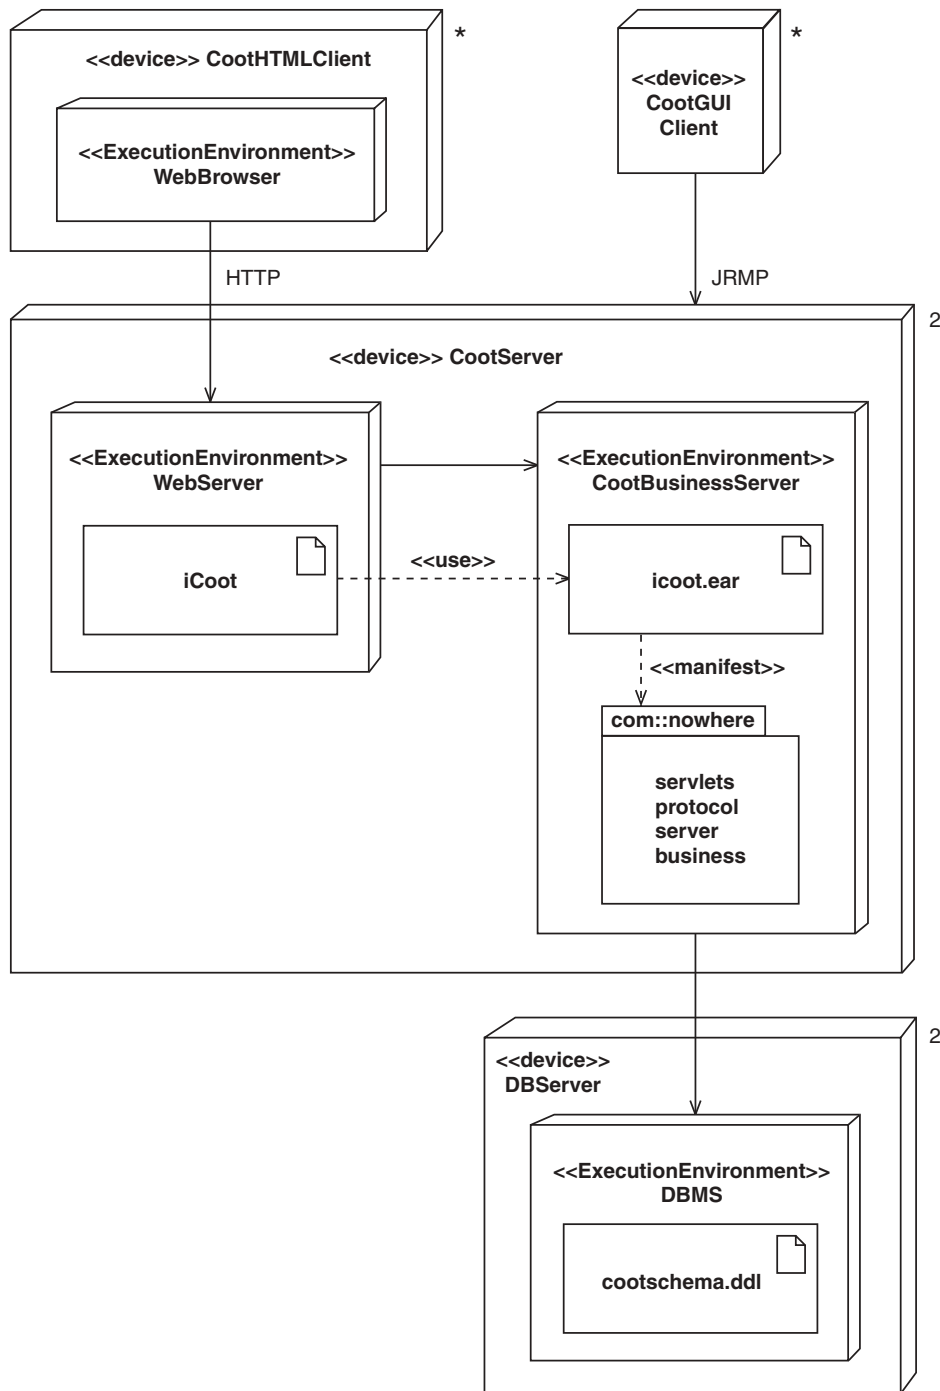 *
<<device>> CootHTMLClient
<<ExecutionEnvironment>>
WebBrowser
*
<<device>>
CootGUI
Client
HTTP
JRMP
2
<<device>> CootServer
<<ExecutionEnvironment>>
WebServer
iCoot
<<use>>
<<ExecutionEnvironment>>
CootBusinessServer
icoot.ear
<<manifest>>
com::nowhere
servlets
protocol
server
business
2
<<device>>
DBServer
<<ExecutionEnvironment>>
DBMS
cootschema.ddl